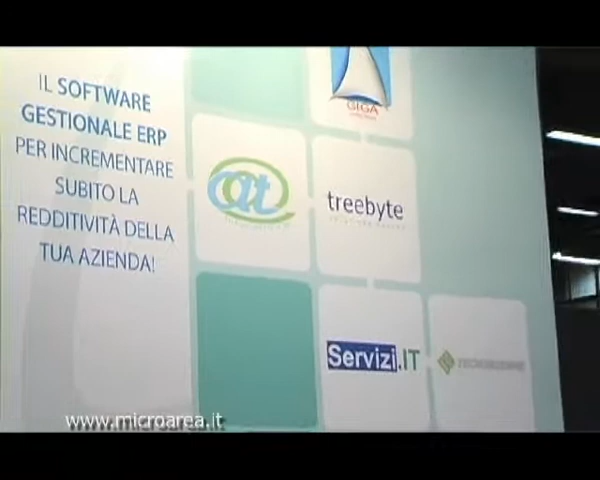 IL SOFTWARE
GESTIONALE ERP
PER INCREMENTARE
SUBITO LA
REDDITIVITÀ DELLA
TUA AZIENDA!
GIGA
at
treebyte
Servizi.IT
www.microarea.it